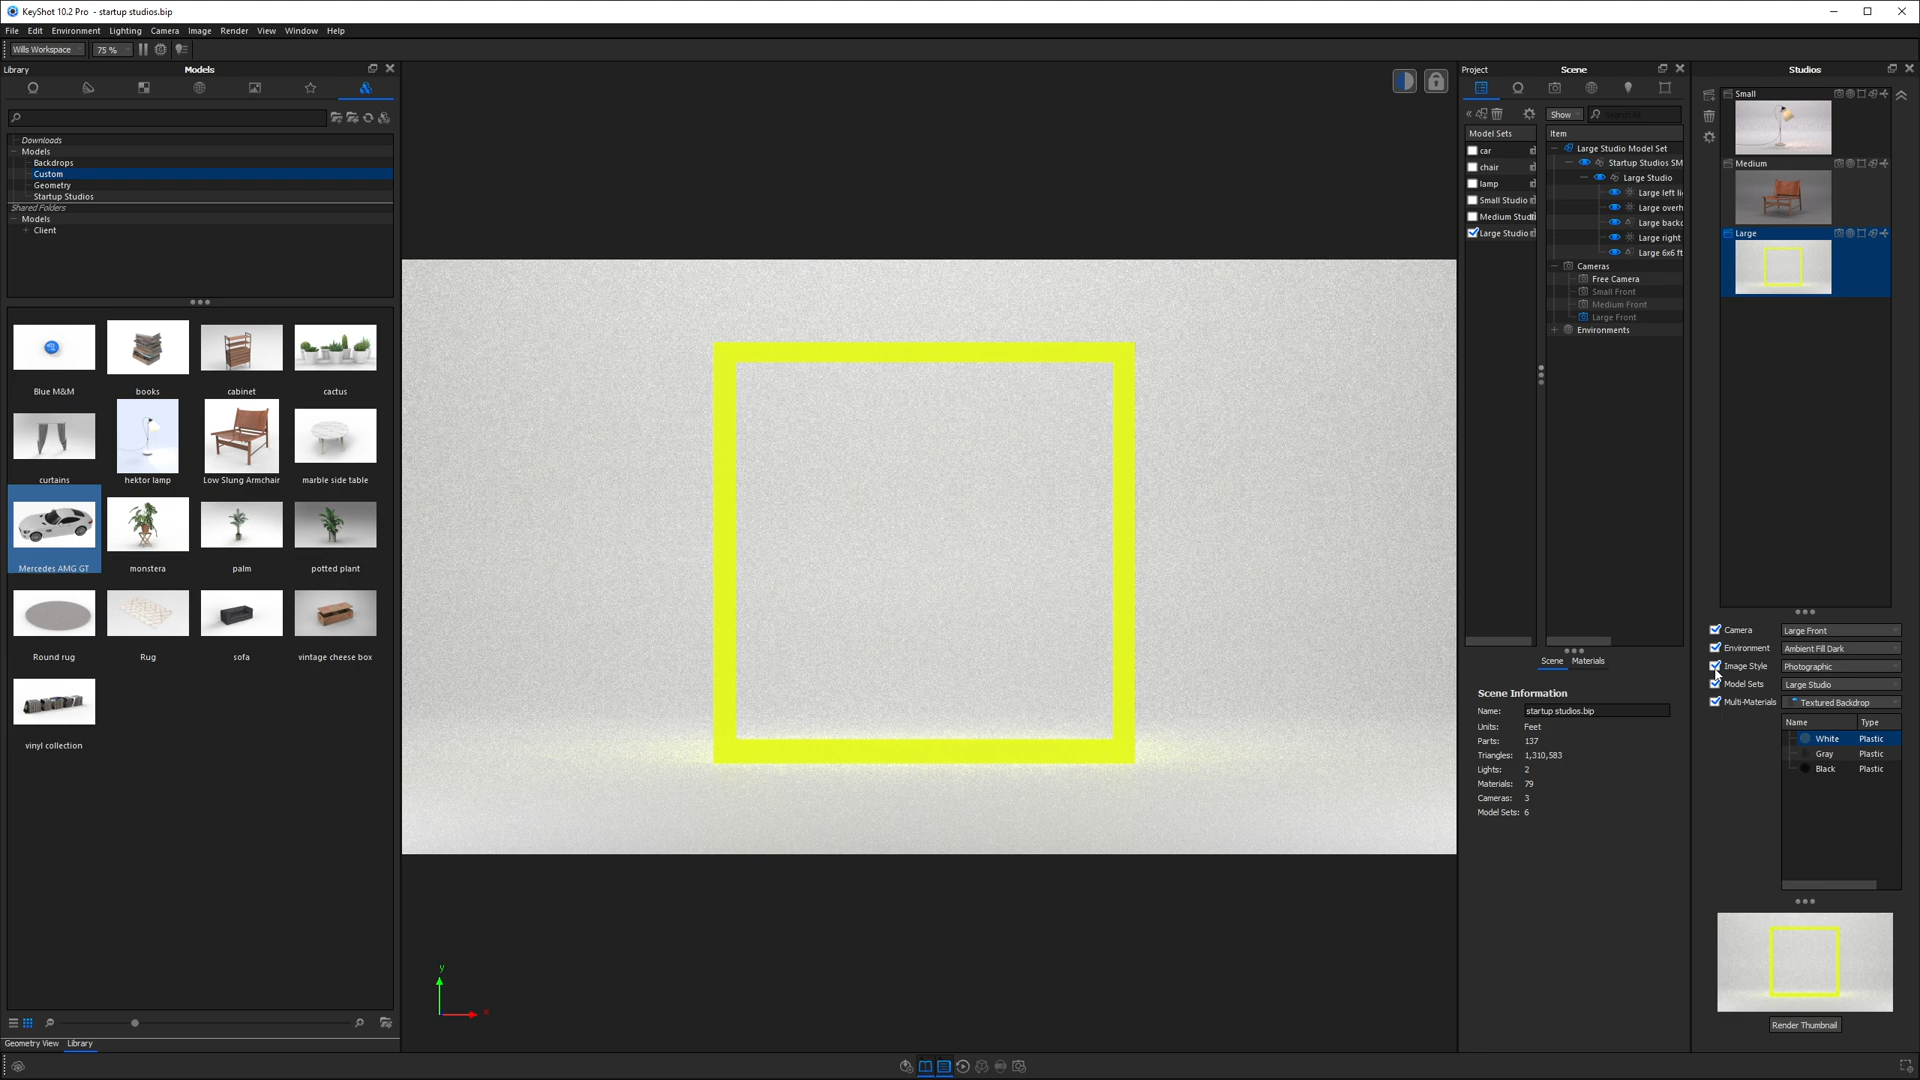 KeyShot 10.2 Pro - startup studios.bip
File Edit Environment Lighting Camera Image Render View Window Help
Wills Workspace 75 %
Library Models
Downloads
Models
Backdrops
Custom
Geometry
Startup Studios
Shared Folders
Models
Client
Blue M&M books cabinet cactus
curtains hektor lamp Low Slung Armchair marble side table
Mercedes AMG GT monstera palm potted plant
Round rug Rug sofa vintage cheese box
vinyl collection
Geometry View Library
y
x
Project Scene
Show
Model Sets
car
chair
lamp
Small Studio
Medium Studi
Large Studio
Item
Large Studio Model Set
Startup Studios SM
Large Studio
Large left li
Large overh
Large backd
Large right
Large 6x6 ft
Cameras
Free Camera
Small Front
Medium Front
Large Front
Environments
Scene Materials
Scene Information
Name: startup studios.bip
Units: Feet
Parts: 137
Triangles: 1,310,583
Lights: 2
Materials: 79
Cameras: 3
Model Sets: 6
Studios
Small
Medium
Large
Camera Large Front
Environment Ambient Fill Dark
Image Style Photographic
Model Sets Large Studio
Multi-Materials Textured Backdrop
Name Type
White Plastic
Gray Plastic
Black Plastic
Render Thumbnail